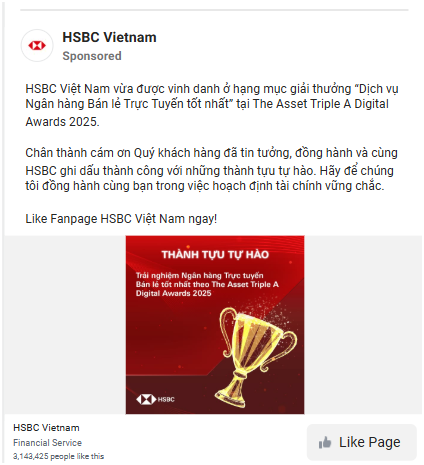 HSBC Vietnam
Sponsored
HSBC Việt Nam vừa được vinh danh ở hạng mục giải thưởng “Dịch vụ
Ngân hàng Bán lẻ Trực Tuyến tốt nhất” tại The Asset Triple A Digital
Awards 2025.
Chân thành cám ơn Quý khách hàng đã tin tưởng, đồng hành và cùng
HSBC ghi dấu thành công với những thành tựu tự hào. Hãy để chúng
tôi đồng hành cùng bạn trong việc hoạch định tài chính vững chắc.
Like Fanpage HSBC Việt Nam ngay!
THÀNH TỰU TỰ HÀO
Trải nghiệm Ngân hàng Trực tuyến
Bán lẻ tốt nhất theo The Asset Triple A
Digital Awards 2025
HSBC
HSBC Vietnam
Financial Service
3,143,425 people like this
Like Page